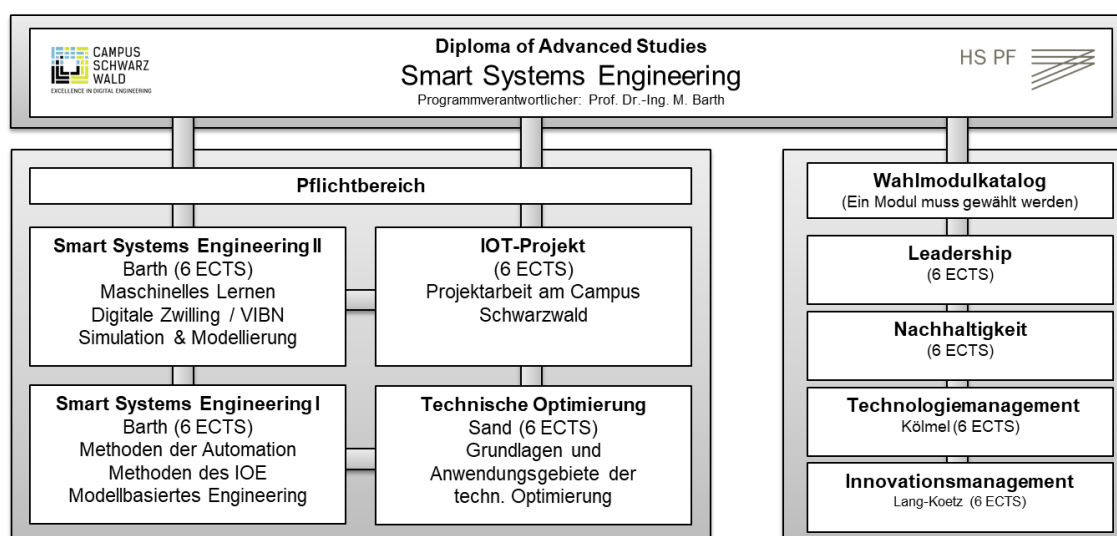 CAMPUS
SCHWARZ
WALD
EXCELLENCE IN DIGITAL ENGINEERING
Diploma of Advanced Studies
Smart Systems Engineering
Programmverantwortlicher: Prof. Dr.-Ing. M. Barth
HS PF
Pflichtbereich
Smart Systems Engineering II
Barth (6 ECTS)
Maschinelles Lernen
Digitale Zwilling / VIBN
Simulation & Modellierung
IOT-Projekt
(6 ECTS)
Projektarbeit am Campus
Schwarzwald
Smart Systems Engineering I
Barth (6 ECTS)
Methoden der Automation
Methoden des IOE
Modellbasiertes Engineering
Technische Optimierung
Sand (6 ECTS)
Grundlagen und
Anwendungsgebiete der
techn. Optimierung
Wahlmodulkatalog
(Ein Modul muss gewählt werden)
Leadership
(6 ECTS)
Nachhaltigkeit
(6 ECTS)
Technologiemanagement
Kölmel (6 ECTS)
Innovationsmanagement
Lang-Koetz (6 ECTS)